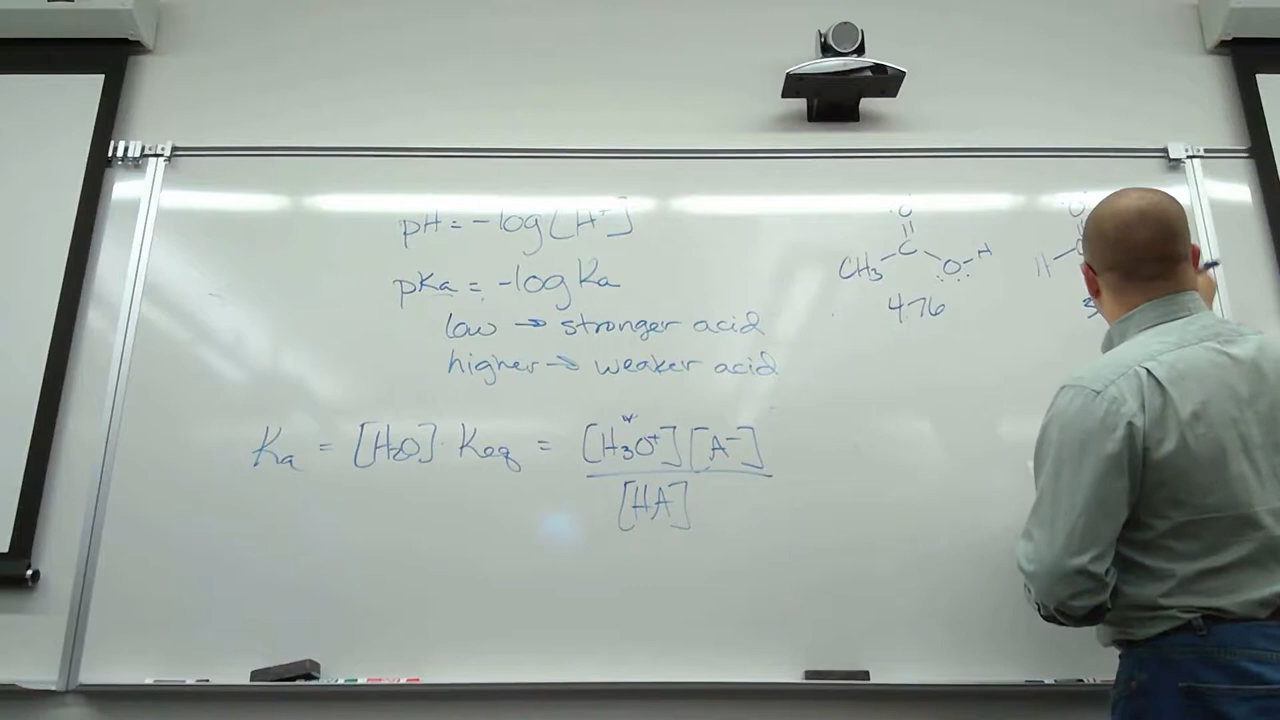 pH = -log[H⁺]
pKa = -log Ka
low → stronger acid
higher → weaker acid
Ka = [H₂O]·Keq = [H₃O⁺][A⁻]
[HA]
O
CH₃ C O H
4.76
O
H C
3